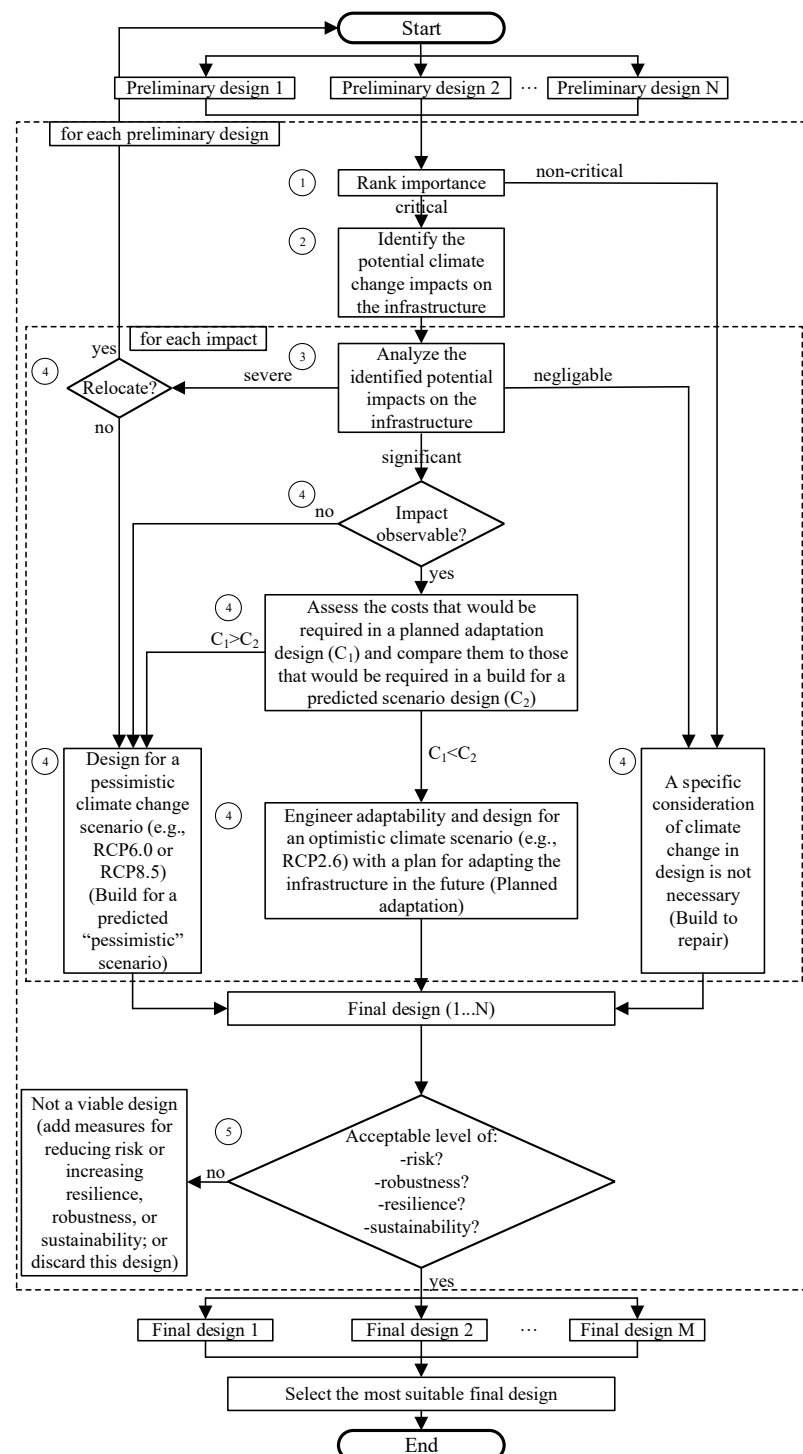 Start
Preliminary design 1
Preliminary design 2
...
Preliminary design N
for each preliminary design
1
Rank importance
non-critical
critical
2
Identify the
potential climate
change impacts on
the infrastructure
for each impact
yes
4
Relocate?
no
severe
3
Analyze the
identified potential
impacts on the
infrastructure
negligable
significant
4
no
Impact
observable?
yes
4
Assess the costs that would be
required in a planned adaptation
design (C₁) and compare them to those
that would be required in a build for a
predicted scenario design (C₂)
C₁>C₂
C₁<C₂
4
Design for a
pessimistic
climate change
scenario (e.g.,
RCP6.0 or
RCP8.5)
(Build for a
predicted
“pessimistic”
scenario)
4
Engineer adaptability and design for
an optimistic climate scenario (e.g.,
RCP2.6) with a plan for adapting the
infrastructure in the future (Planned
adaptation)
4
A specific
consideration
of climate
change in
design is not
necessary
(Build to
repair)
Final design (1...N)
Not a viable design
(add measures for
reducing risk or
increasing
resilience,
robustness, or
sustainability; or
discard this design)
no
5
Acceptable level of:
-risk?
-robustness?
-resilience?
-sustainability?
yes
Final design 1
Final design 2
...
Final design M
Select the most suitable final design
End